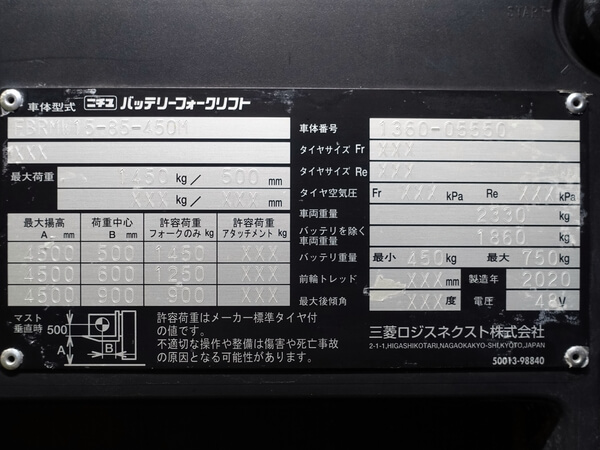 START
車体型式 ニチユ バッテリーフォークリフト
XXX
最大荷重 1450 kg/ 500 mm
XXX kg/ XXX mm
最大揚高 A mm 荷重中心 B mm 許容荷重 フォークのみ kg 許容荷重 アタッチメント kg
4500 500 1450 XXX
4500 600 1250 XXX
4500 900 900 XXX
マスト垂直時 500 A B
許容荷重はメーカー標準タイヤ付
の値です。
不適切な操作や整備は傷害や死亡事故
の原因となる可能性があります。
車体番号 1360-05550
タイヤサイズ Fr XXX
タイヤサイズ Re XXX
タイヤ空気圧 Fr XXX kPa Re XXX kPa
車両重量 2330 kg
バッテリを除く車両重量 1860 kg
バッテリ重量 最小 450 kg 最大 750 kg
前輪トレッド XXX mm 製造年 2020
最大後傾角 XXX 度 電圧 48 V
三菱ロジスネクスト株式会社
2-1-1,HIGASHIKOTARI,NAGAOKAKYO-SHI,KYOTO,JAPAN
50013-98840